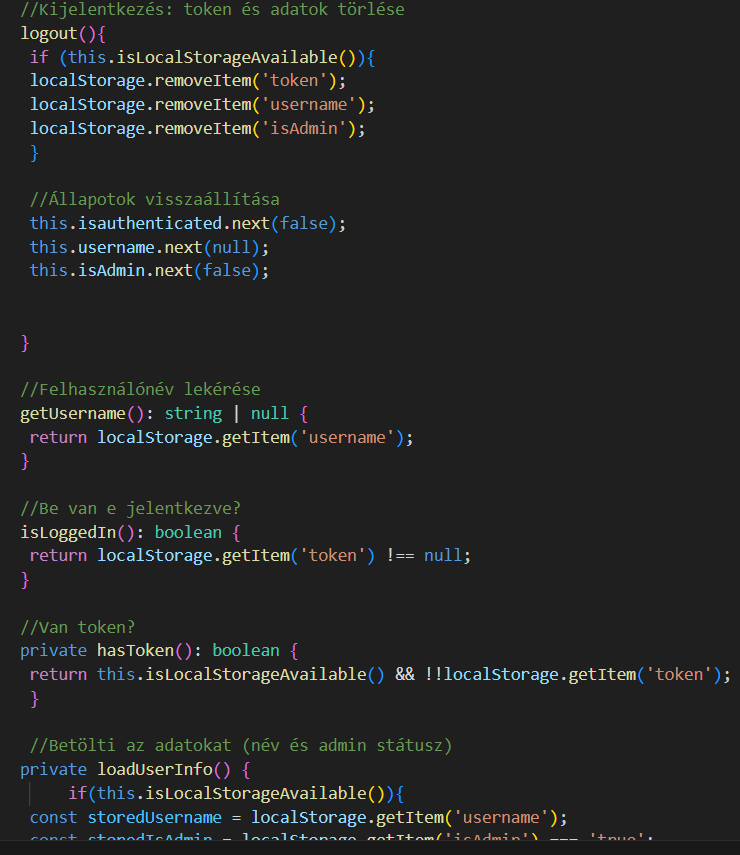 //Kijelentkezés: token és adatok törlése
logout(){
if (this.isLocalStorageAvailable()){
localStorage.removeItem('token');
localStorage.removeItem('username');
localStorage.removeItem('isAdmin');
}
//Állapotok visszaállítása
this.isauthenticated.next(false);
this.username.next(null);
this.isAdmin.next(false);
}
//Felhasználónév lekérése
getUsername(): string | null {
return localStorage.getItem('username');
}
//Be van e jelentkezve?
isLoggedIn(): boolean {
return localStorage.getItem('token') !== null;
}
//Van token?
private hasToken(): boolean {
return this.isLocalStorageAvailable() && !!localStorage.getItem('token');
}
//Betölti az adatokat (név és admin státusz)
private loadUserInfo() {
if(this.isLocalStorageAvailable()){
const storedUsername = localStorage.getItem('username');
const storedIsAdmin = localStorage.getItem('isAdmin') === 'true';